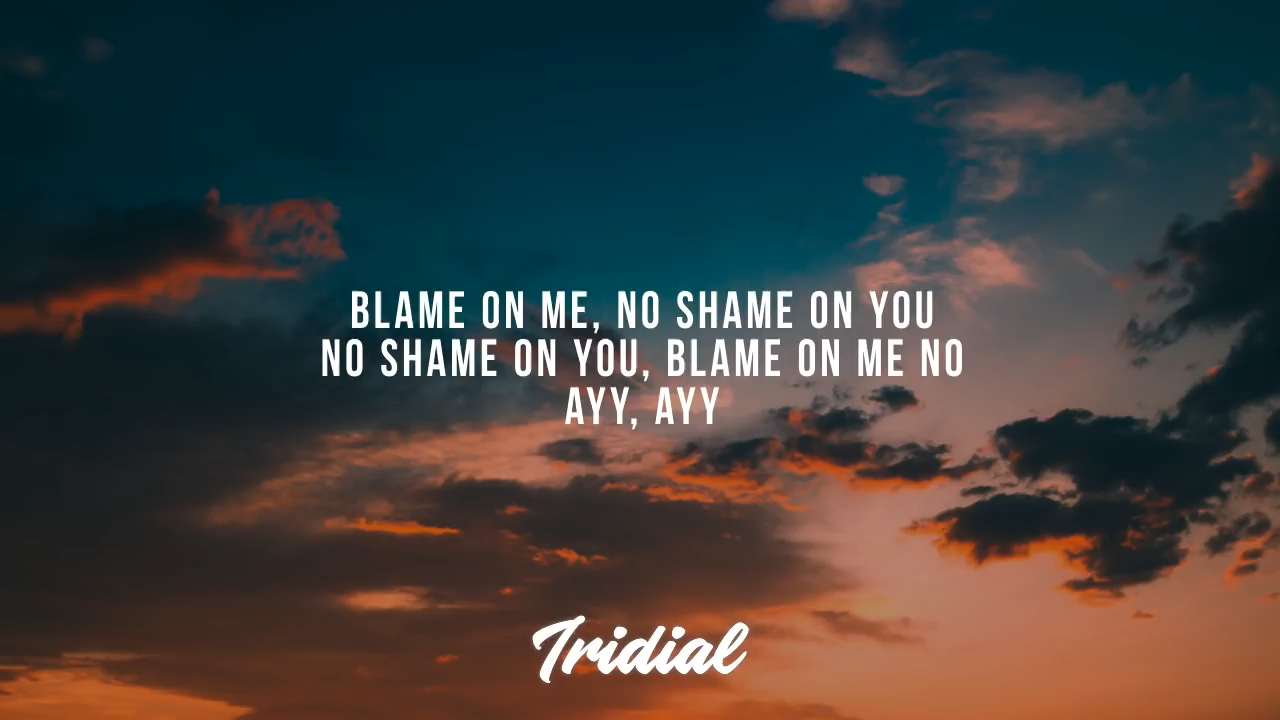 BLAME ON ME, NO SHAME ON YOU
NO SHAME ON YOU, BLAME ON ME NO
AYY, AYY
Tridial